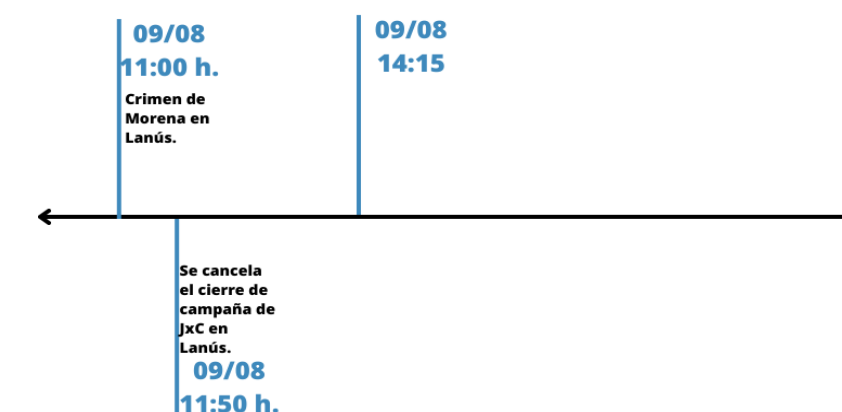 09/08
11:00 h.
Crimen de
Morena en
Lanús.
09/08
14:15
Se cancela
el cierre de
campaña de
JxC en
Lanús.
09/08
11:50 h.